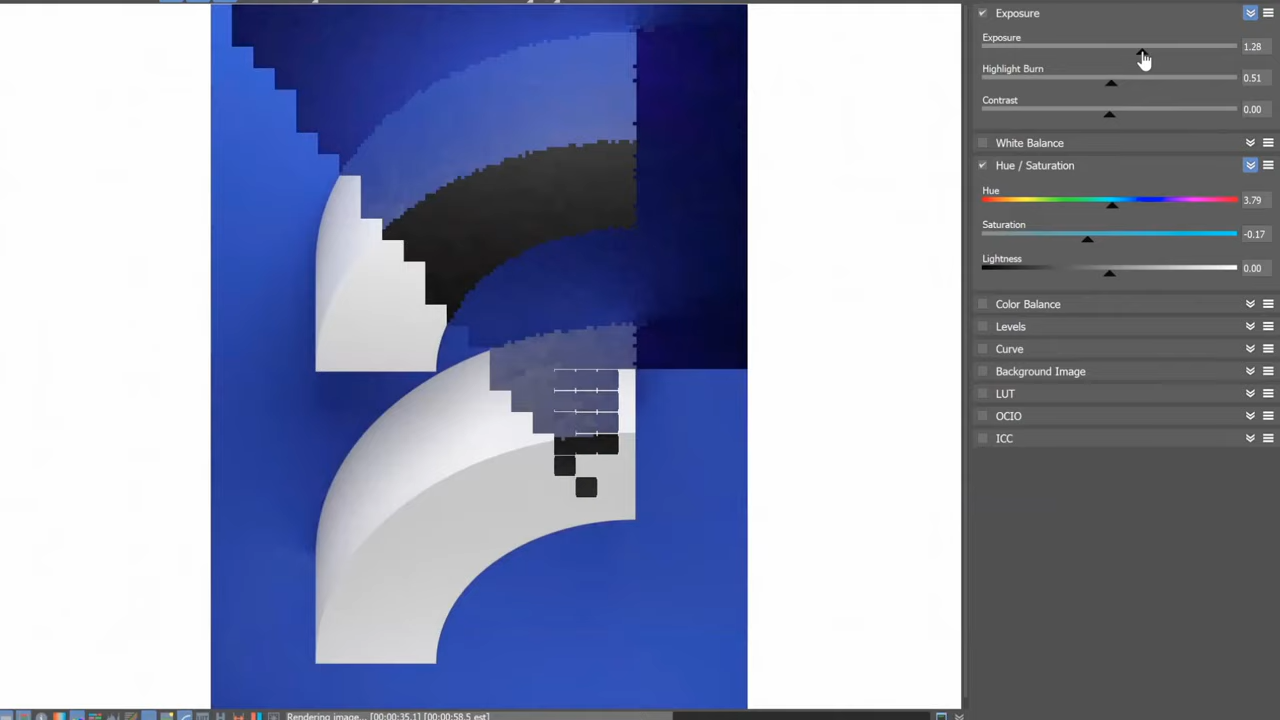 Exposure
Exposure
1.28
Highlight Burn
0.51
Contrast
0.00
White Balance
Hue / Saturation
Hue
3.79
Saturation
-0.17
Lightness
0.00
Color Balance
Levels
Curve
Background Image
LUT
OCIO
ICC
Rendering image... [00:00:35.1] [00:00:58.5 est]